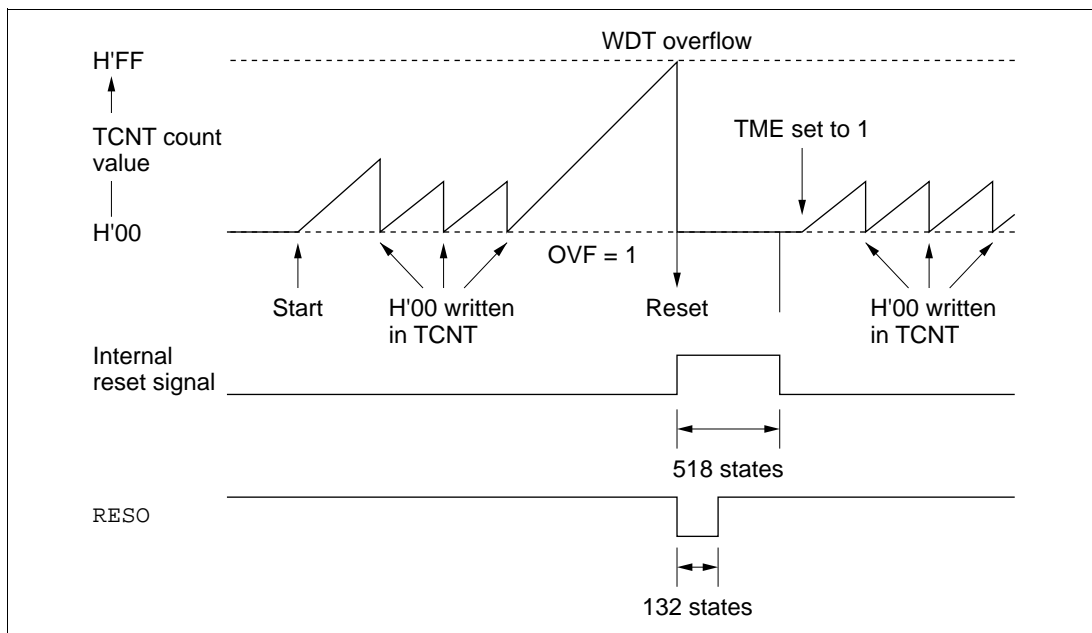 WDT overflow
H'FF
TCNT count
value
TME set to 1
H'00
OVF = 1
Start
H'00 written
in TCNT
Reset
H'00 written
in TCNT
Internal
reset signal
518 states
RESO
132 states